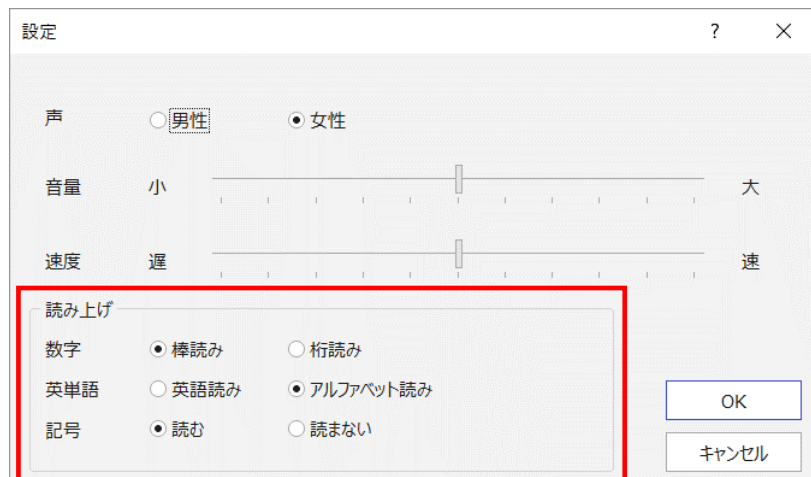 設定 ?
声 男性 女性
音量 小 大
速度 遅 速
読み上げ
数字 棒読み 桁読み
英単語 英語読み アルファベット読み
記号 読む 読まない
OK
キャンセル